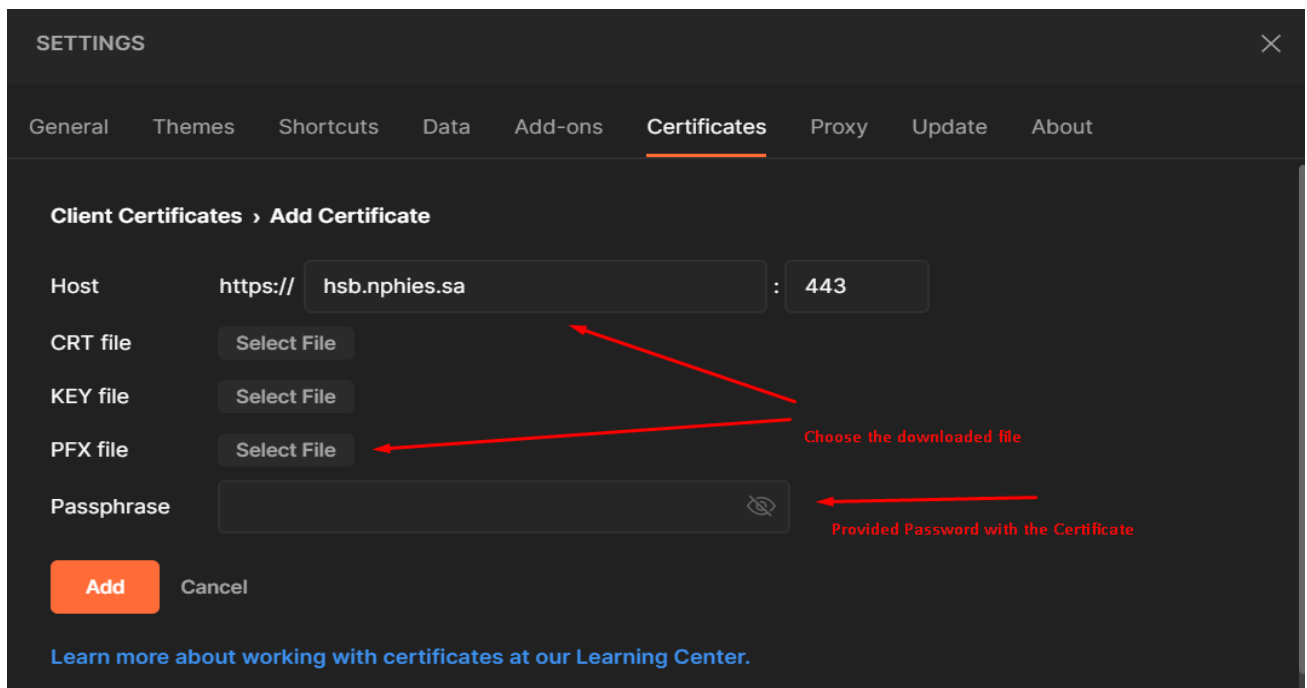 SETTINGS
General Themes Shortcuts Data Add-ons Certificates Proxy Update About
Client Certificates › Add Certificate
Host https:// hsb.nphies.sa : 443
CRT file Select File
KEY file Select File
Choose the downloaded file
PFX file Select File
Passphrase
Provided Password with the Certificate
Add Cancel
Learn more about working with certificates at our Learning Center.